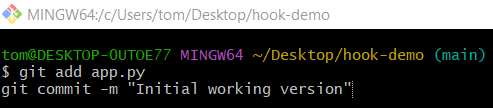 MINGW64:/c/Users/tom/Desktop/hook-demo
tom@DESKTOP-OUTOE77 MINGW64 ~/Desktop/hook-demo (main)
$ git add app.py
git commit -m "Initial working version"